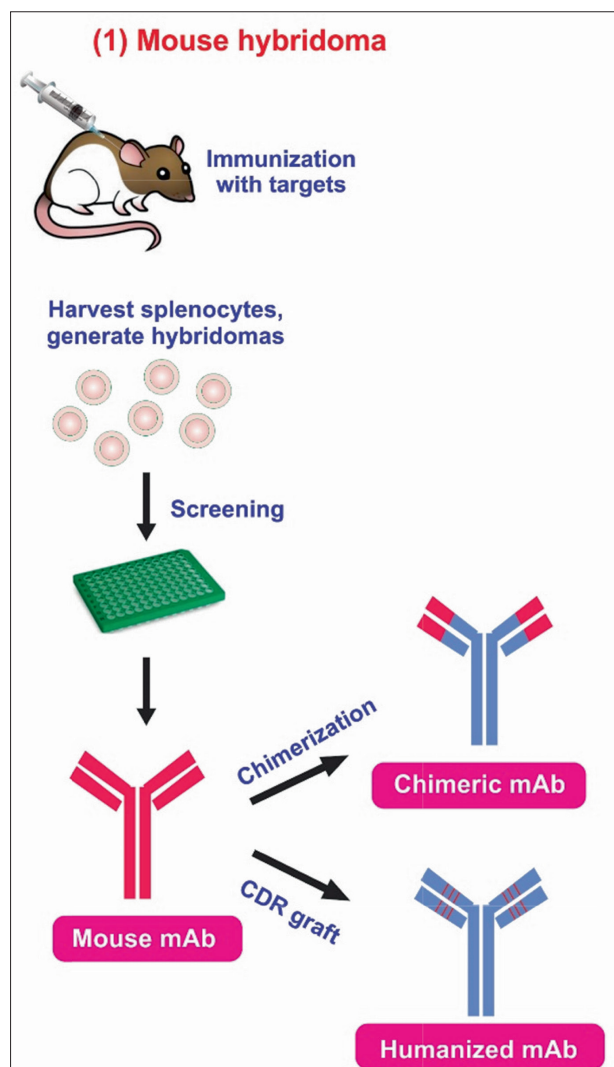 (1) Mouse hybridoma
Immunization
with targets
Harvest splenocytes,
generate hybridomas
Screening
Chimerization
Chimeric mAb
CDR graft
Mouse mAb
Humanized mAb